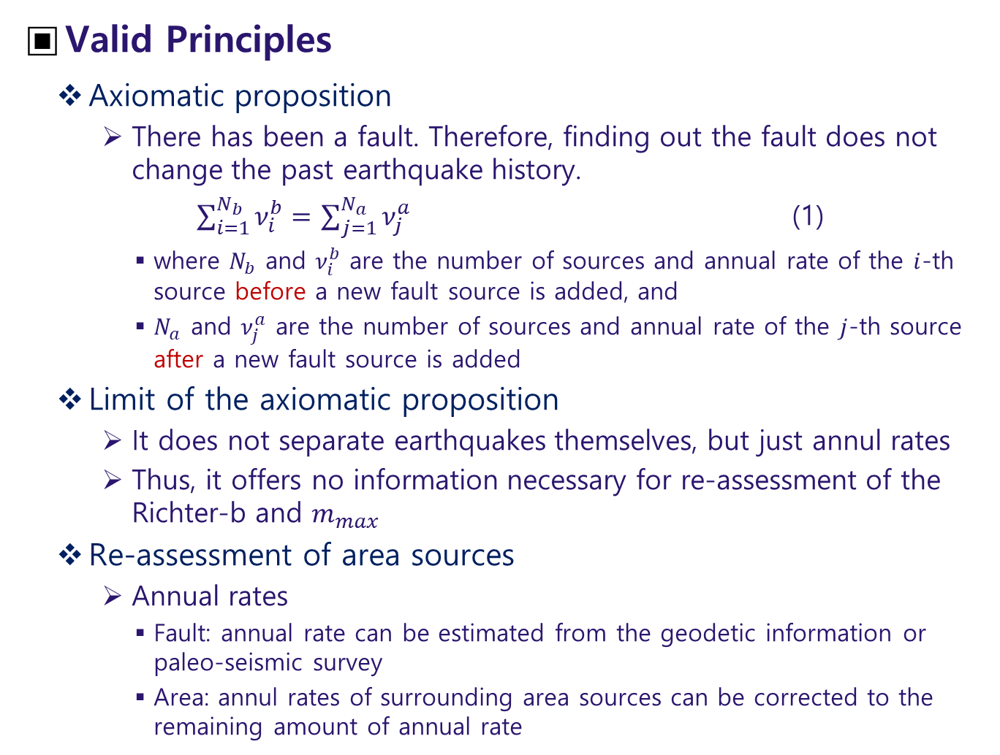 ▣ Valid Principles
❖ Axiomatic proposition
➢ There has been a fault. Therefore, finding out the fault does not
change the past earthquake history.
$\sum_{i=1}^{N_b} \nu_i^b = \sum_{j=1}^{N_a} \nu_j^a$ (1)
▪ where $N_b$ and $\nu_i^b$ are the number of sources and annual rate of the $i$-th
source before a new fault source is added, and
▪ $N_a$ and $\nu_j^a$ are the number of sources and annual rate of the $j$-th source
after a new fault source is added
❖ Limit of the axiomatic proposition
➢ It does not separate earthquakes themselves, but just annul rates
➢ Thus, it offers no information necessary for re-assessment of the
Richter-b and $m_{max}$
❖ Re-assessment of area sources
➢ Annual rates
▪ Fault: annual rate can be estimated from the geodetic information or
paleo-seismic survey
▪ Area: annul rates of surrounding area sources can be corrected to the
remaining amount of annual rate